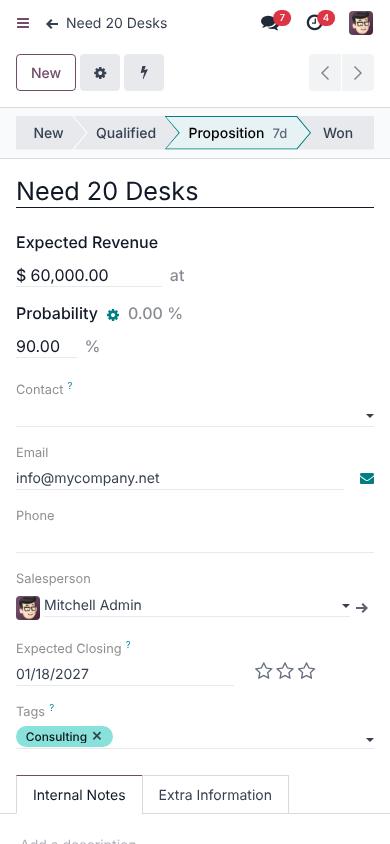 Need 20 Desks
7
4
New
New
Qualified
Proposition 7d
Won
Need 20 Desks
Expected Revenue
$ 60,000.00 at
Probability 0.00 %
90.00 %
Contact ?
Email
info@mycompany.net
Phone
Salesperson
Mitchell Admin
Expected Closing ?
01/18/2027
Tags ?
Consulting ✕
Internal Notes
Extra Information
Add a description